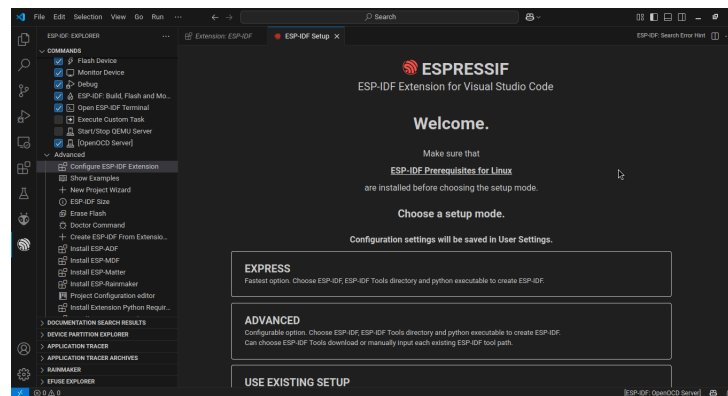 File Edit Selection View Go Run ...
Search
ESP-IDF: EXPLORER ...
Extension: ESP-IDF
ESP-IDF Setup
ESP-IDF: Search Error Hint
COMMANDS
Flash Device
Monitor Device
Debug
ESP-IDF: Build, Flash and Mo...
Open ESP-IDF Terminal
Execute Custom Task
Start/Stop QEMU Server
[OpenOCD Server]
Advanced
Configure ESP-IDF Extension
Show Examples
New Project Wizard
ESP-IDF Size
Erase Flash
Doctor Command
Create ESP-IDF From Extensio...
Install ESP-ADF
Install ESP-MDF
Install ESP-Matter
Install ESP-Rainmaker
Project Configuration editor
Install Extension Python Requir...
DOCUMENTATION SEARCH RESULTS
DEVICE PARTITION EXPLORER
APPLICATION TRACER
APPLICATION TRACER ARCHIVES
RAINMAKER
EFUSE EXPLORER
ESPRESSIF
ESP-IDF Extension for Visual Studio Code
Welcome.
Make sure that
ESP-IDF Prerequisites for Linux
are installed before choosing the setup mode.
Choose a setup mode.
Configuration settings will be saved in User Settings.
EXPRESS
Fastest option. Choose ESP-IDF, ESP-IDF Tools directory and python executable to create ESP-IDF.
ADVANCED
Configurable option. Choose ESP-IDF, ESP-IDF Tools directory and python executable to create ESP-IDF.
Can choose ESP-IDF Tools download or manually input each existing ESP-IDF tool path.
USE EXISTING SETUP
0 0
[ESP-IDF: OpenOCD Server]